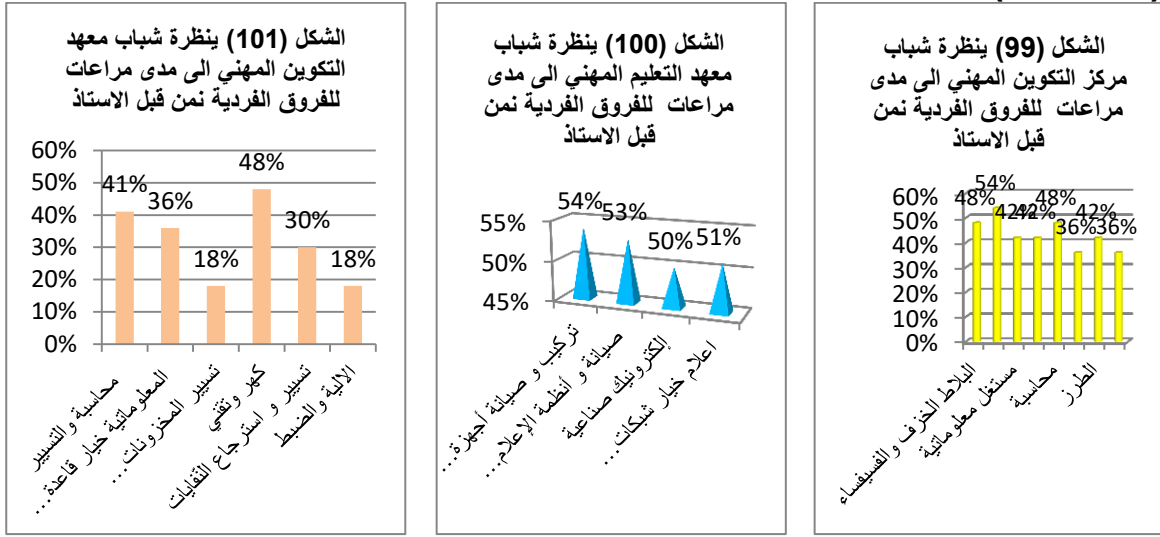 الشكل (99) ينظرة شباب
مركز التكوين المهني الى مدى
مراعات للفروق الفردية نمن
قبل الاستاذ
60%
50%
40%
30%
20%
10%
0%
48%
54%
42%
42%
48%
36%
42%
36%
البلاط الخزف والفسيفساء
مستغل معلوماتية
محاسبة
الطرز
الشكل (100) ينظرة شباب
معهد التعليم المهني الى مدى
مراعات للفروق الفردية نمن
قبل الاستاذ
55%
50%
45%
54%
53%
50%
51%
تركيب و صيانة أجهزة...
صيانة و أنظمة الإعلام...
إلكترونيك صناعية
اعلام خيار شبكات...
الشكل (101) ينظرة شباب معهد
التكوين المهني الى مدى مراعات
للفروق الفردية نمن قبل الاستاذ
60%
50%
40%
30%
20%
10%
0%
41%
36%
18%
48%
30%
18%
محاسبة والتسيير
المعلوماتية خيار قاعدة...
تسيير المخزونات...
كهر وتقني
تسيير و استرجاع النفايات
الالية والضبط